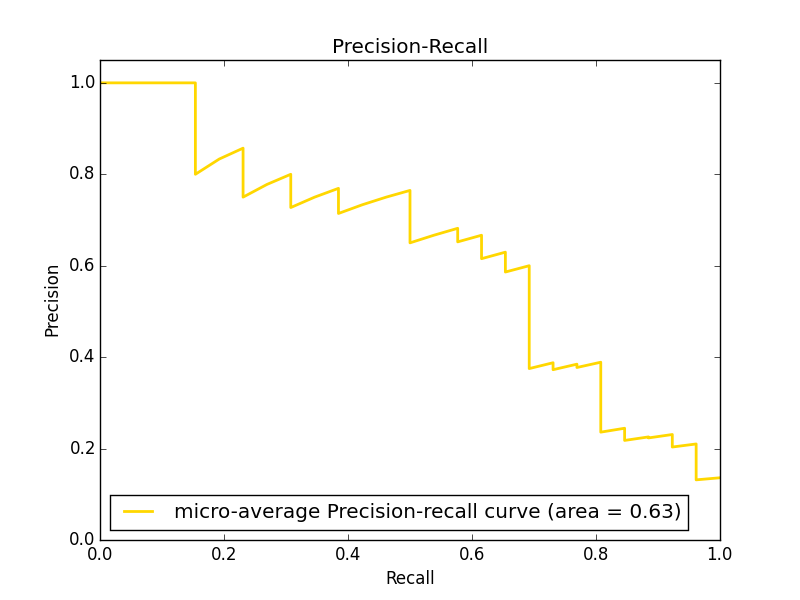 Precision-Recall
1.0
0.8
0.6
0.4
0.2
0.0
Precision
micro-average Precision-recall curve (area = 0.63)
0.0 0.2 0.4 0.6 0.8 1.0
Recall